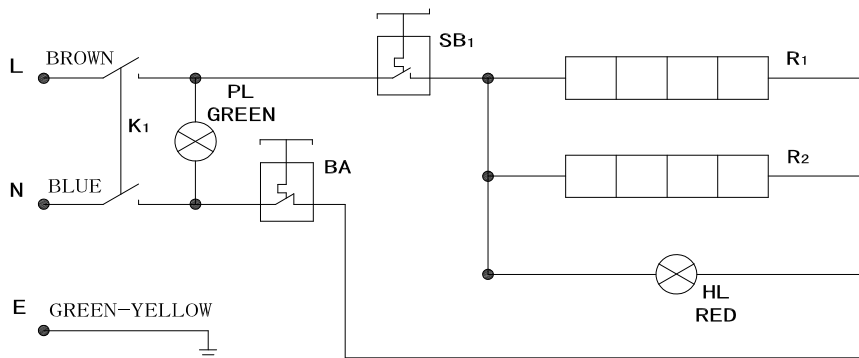 L
BROWN
SB1
R1
PL
GREEN
K1
BA
R2
N
BLUE
E
GREEN-YELLOW
HL
RED